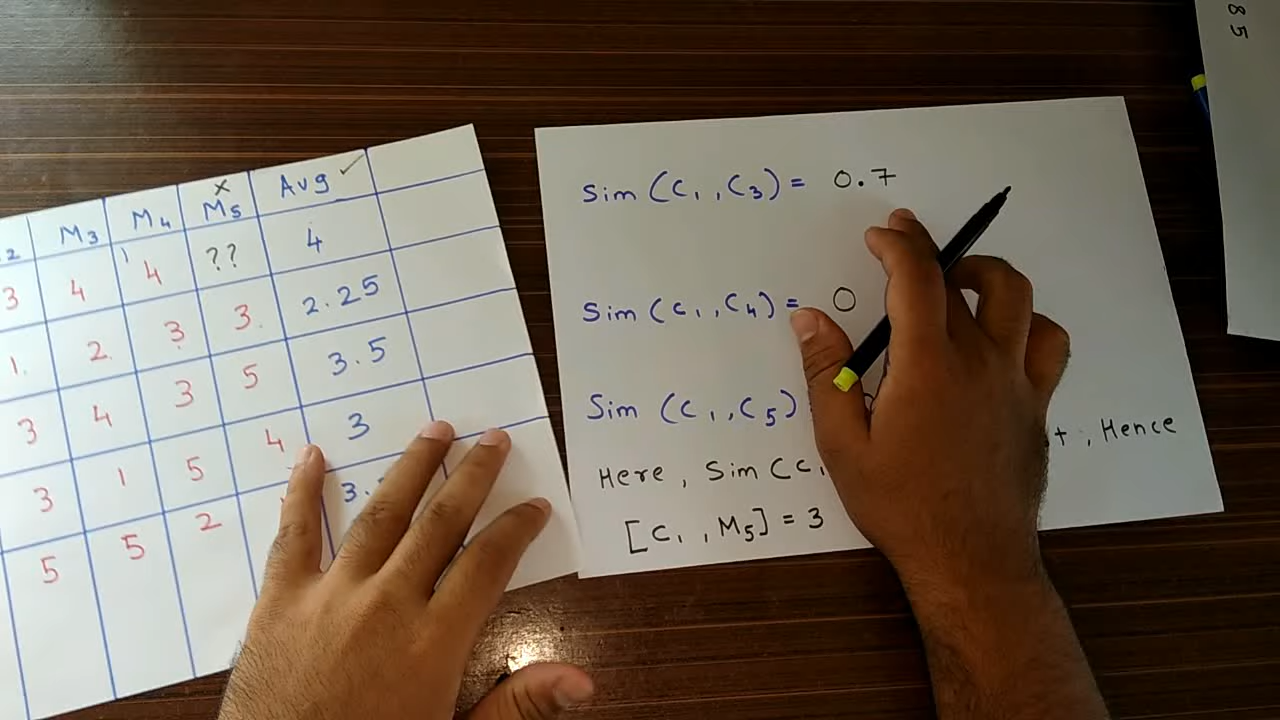 M3 M4 M5 Avg ✓
3 4 4 ?? 4
1. 2. 3 3. 2.25
3 4 3 5 3.5
3 1 5 4 3
5 5 2
Sim (C1, C3) = 0.7
Sim (C1, C4) = 0
Sim (C1, C5)
Here, Sim (C1 , Hence
[C1, M5] = 3
85